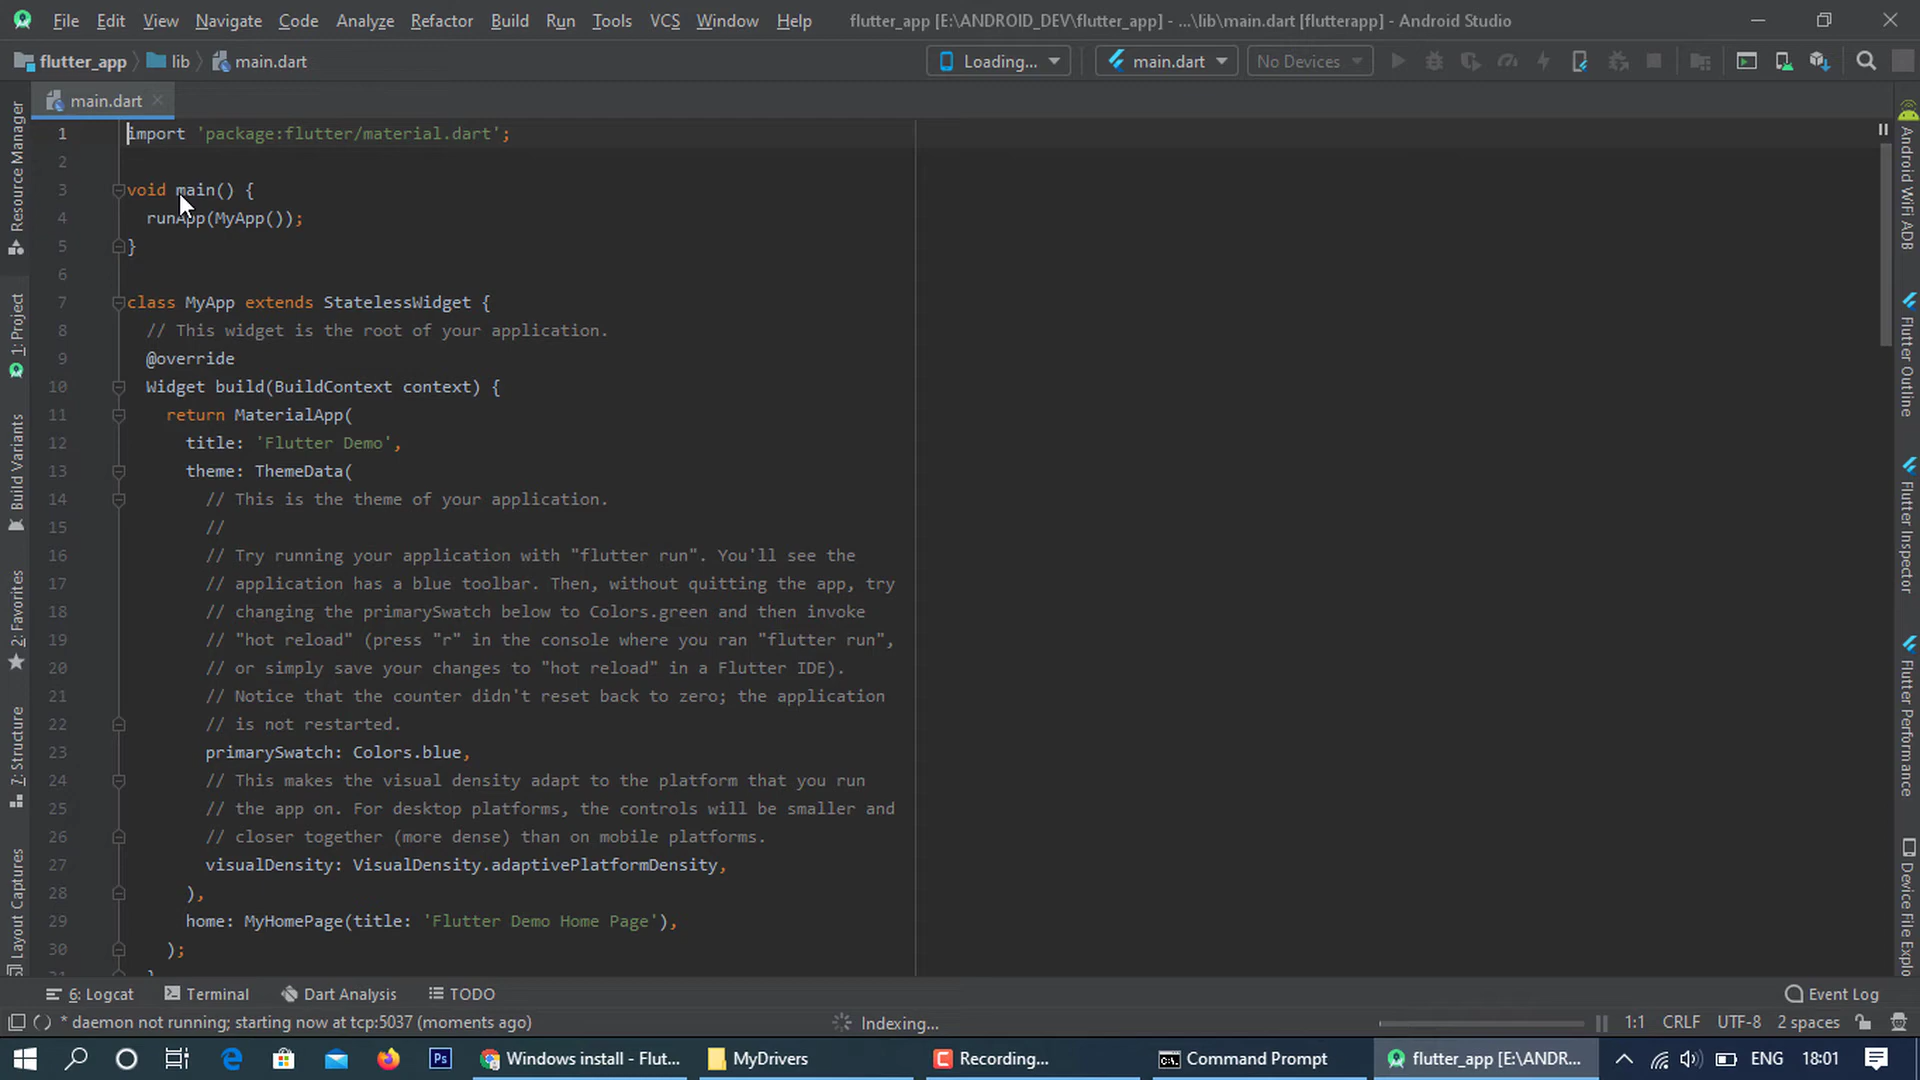 File Edit View Navigate Code Analyze Refactor Build Run Tools VCS Window Help flutter_app [E:\ANDROID_DEV\flutter_app] - ...\lib\main.dart [flutterapp] - Android Studio
flutter_app lib main.dart Loading... main.dart No Devices
main.dart
1 import 'package:flutter/material.dart';
2
3 void main() {
4 runApp(MyApp());
5 }
6
7 class MyApp extends StatelessWidget {
8 // This widget is the root of your application.
9 @override
10 Widget build(BuildContext context) {
11 return MaterialApp(
12 title: 'Flutter Demo',
13 theme: ThemeData(
14 // This is the theme of your application.
15 //
16 // Try running your application with "flutter run". You'll see the
17 // application has a blue toolbar. Then, without quitting the app, try
18 // changing the primarySwatch below to Colors.green and then invoke
19 // "hot reload" (press "r" in the console where you ran "flutter run",
20 // or simply save your changes to "hot reload" in a Flutter IDE).
21 // Notice that the counter didn't reset back to zero; the application
22 // is not restarted.
23 primarySwatch: Colors.blue,
24 // This makes the visual density adapt to the platform that you run
25 // the app on. For desktop platforms, the controls will be smaller and
26 // closer together (more dense) than on mobile platforms.
27 visualDensity: VisualDensity.adaptivePlatformDensity,
28 ),
29 home: MyHomePage(title: 'Flutter Demo Home Page'),
30 );
Resource Manager
1: Project
Build Variants
2: Favorites
7: Structure
Layout Captures
Android WiFi ADB
Flutter Outline
Flutter Inspector
Flutter Performance
Device File Explo
6: Logcat Terminal Dart Analysis TODO Event Log
* daemon not running; starting now at tcp:5037 (moments ago) Indexing... 1:1 CRLF UTF-8 2 spaces
Ps Windows install - Flut... MyDrivers Recording... Command Prompt flutter_app [E:\ANDR... ENG 18:01